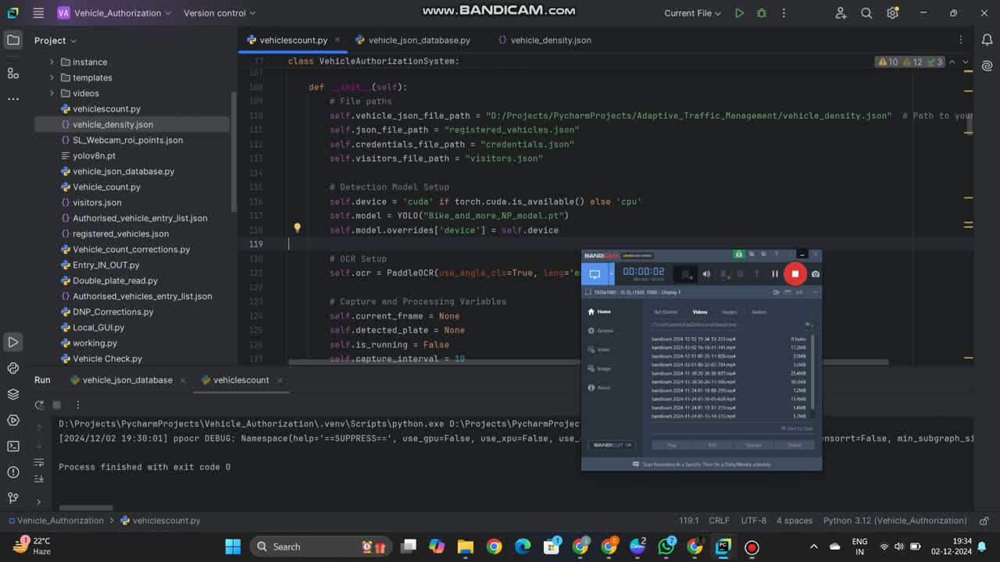 www.BANDICAM.com
VA Vehicle_Authorization Version control Current File
Project
vehiclescount.py vehicle_json_database.py {} vehicle_density.json
17 class VehicleAuthorizationSystem: 10 12 3
instance
templates
videos
vehiclescount.py
{} vehicle_density.json
{} SL_Webcam_roi_points.json
yolov8n.pt
vehicle_json_database.py
Vehicle_count.py
{} visitors.json
{} Authorised_vehicle_entry_list.json
{} registered_vehicles.json
Vehicle_count_corrections.py
Entry_IN_OUT.py
Double_plate_read.py
{} Authorised_vehicles_entry_list.json
DNP_Corrections.py
Local_GUI.py
working.py
Vehicle Check.py
107
108 def __init__(self):
109 # File paths
110 self.vehicle_json_file_path = "D:/Projects/PycharmProjects/Adaptive_Traffic_Management/vehicle_density.json" # Path to your
111 self.json_file_path = "registered_vehicles.json"
112 self.credentials_file_path = "credentials.json"
113 self.visitors_file_path = "visitors.json"
114
115 # Detection Model Setup
116 self.device = 'cuda' if torch.cuda.is_available() else 'cpu'
117 self.model = YOLO("Bike_and_more_NP_model.pt")
118 self.model.overrides['device'] = self.device
119
120 # OCR Setup
121 self.ocr = PaddleOCR(use_angle_cls=True, lang='e
122
123 # Capture and Processing Variables
124 self.current_frame = None
125 self.detected_plate = None
126 self.is_running = False
127 self.capture_interval = 10
BANDICAM UNREGISTERED
00:00:02
1920x1080 - (0, 0), (1920, 1080) - Display 1
Home
General
Video
Image
About
BANDICUT
Get Started Videos Images Audios
bandicam 2024-12-02 19-34-53-223.mp4 0 bytes
bandicam 2024-12-02 16-18-41-141.mp4 17.2MB
bandicam 2024-12-01 00-35-11-828.mp4 2.5MB
bandicam 2024-12-01 00-32-07-784.mp4 3.5MB
bandicam 2024-11-30 20-36-58-837.mp4 25.4MB
bandicam 2024-11-30 20-26-11-596.mp4 38.5MB
bandicam 2024-11-24 01-18-08-293.mp4 7.2MB
bandicam 2024-11-24 01-16-05-629.mp4 11.4MB
bandicam 2024-11-24 01-15-51-219.mp4 1.4MB
bandicam 2024-11-24 01-15-14-313.mp4 1.7MB
Sort by Date
Play Edit Upload Delete
Start Recording At a Specific Time On a Daily/Weekly schedule
Run vehicle_json_database vehiclescount
D:\Projects\PycharmProjects\Vehicle_Authorization\.venv\Scripts\python.exe D:\Projects\PycharmProject
[2024/12/02 19:30:01] ppocr DEBUG: Namespace(help='==SUPPRESS==', use_gpu=False, use_xpu=False, use_ ensorrt=False, min_subgraph_si
Process finished with exit code 0
Vehicle_Authorization > vehiclescount.py 119:1 CRLF UTF-8 4 spaces Python 3.12 (Vehicle_Authorization)
1 22°C
Haze
Search
1
2
7
ENG
IN
19:34
02-12-2024